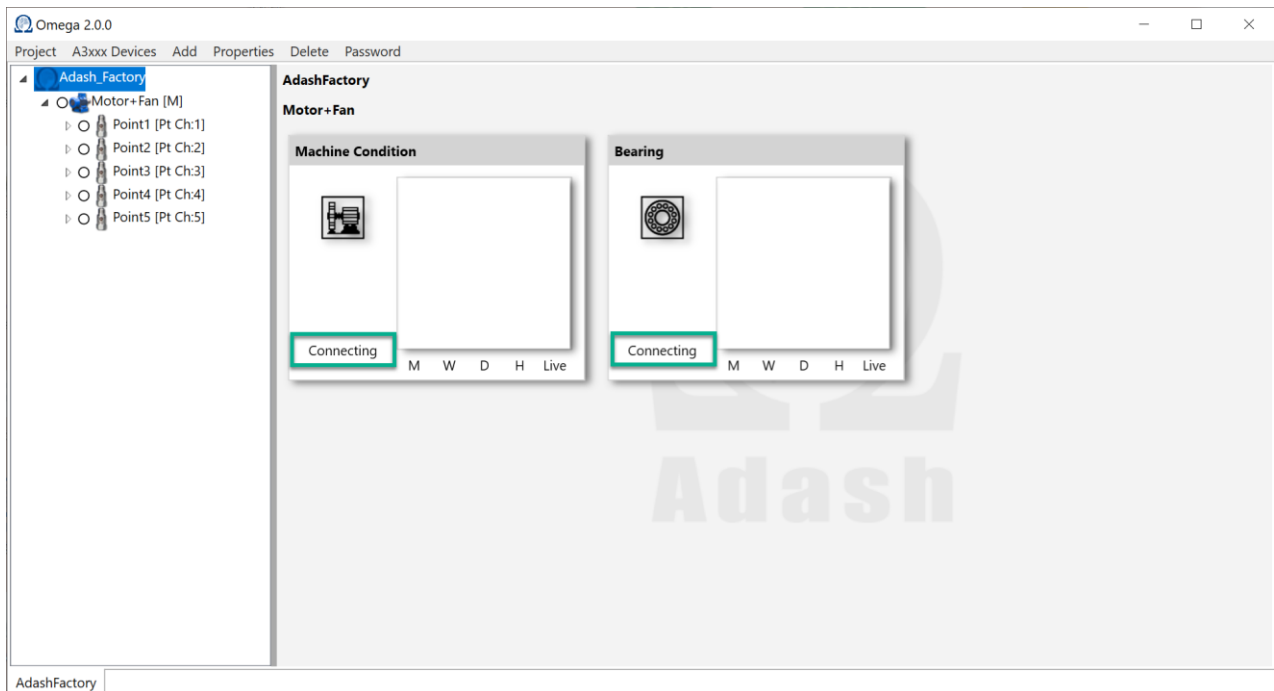 Omega 2.0.0
Project A3xxx Devices Add Properties Delete Password
Adash_Factory
Motor+Fan [M]
Point1 [Pt Ch:1]
Point2 [Pt Ch:2]
Point3 [Pt Ch:3]
Point4 [Pt Ch:4]
Point5 [Pt Ch:5]
AdashFactory
Motor+Fan
Machine Condition
Connecting
M W D H Live
Bearing
Connecting
M W D H Live
Adash
AdashFactory